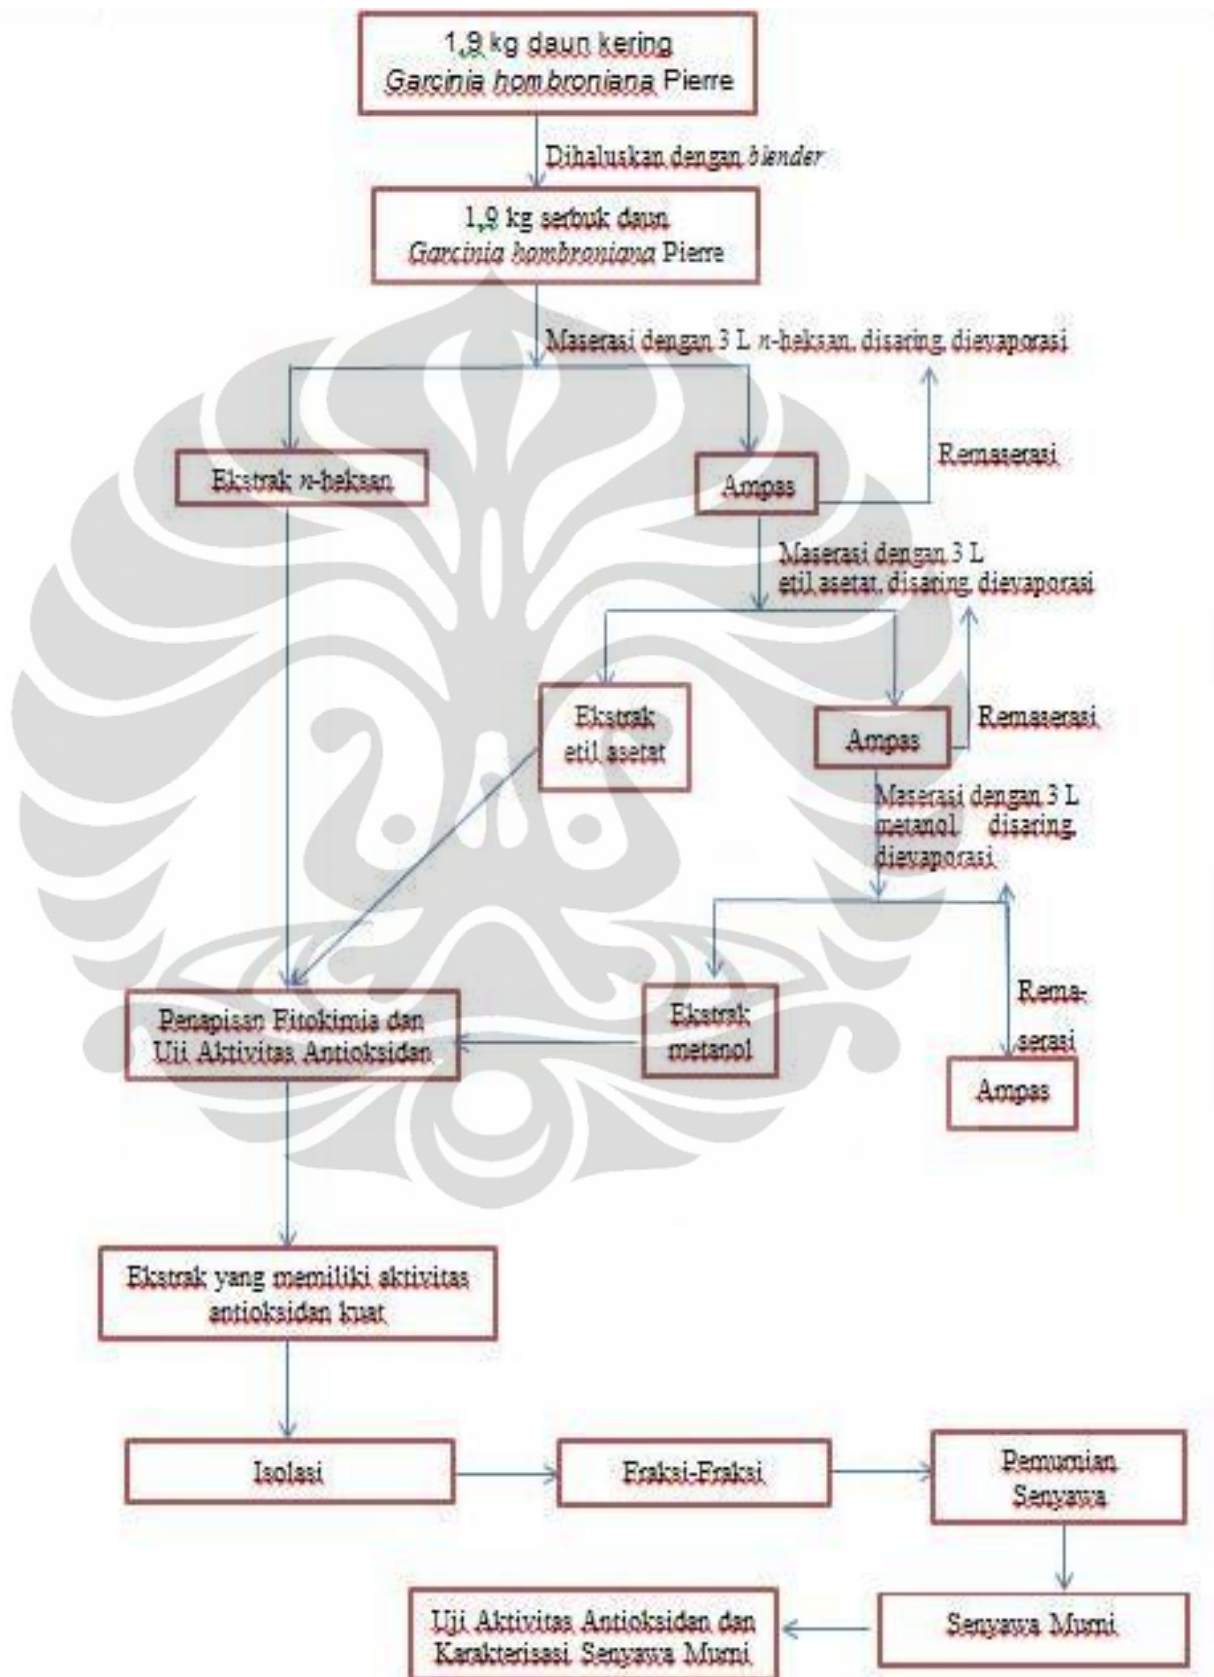 1,9 kg daun kering
Garcinia hombroniana Pierre
Dihaluskan dengan blender
1,9 kg serbuk daun
Garcinia hombroniana Pierre
Maserasi dengan 3 L n-heksan, disaring, dievaporasi
Remaserasi
Ekstrak n-heksan
Ampas
Maserasi dengan 3 L
etil asetat, disaring, dievaporasi
Ekstrak
etil asetat
Ampas
Remaserasi
Maserasi dengan 3 L
metanol disaring,
dievaporasi
Penapisan Fitokimia dan
Uji Aktivitas Antioksidan
Ekstrak
metanol
Rema-
serasi
Ampas
Ekstrak yang memiliki aktivitas
antioksidan kuat
Isolasi
Fraksi-Fraksi
Pemurnian
Senyawa
Senyawa Murni
Uji Aktivitas Antioksidan dan
Karakterisasi Senyawa Murni